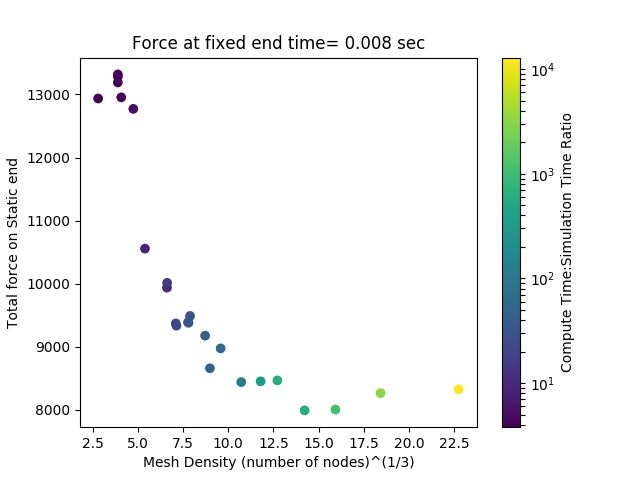 Force at fixed end time= 0.008 sec
Total force on Static end
13000
12000
11000
10000
9000
8000
2.5 5.0 7.5 10.0 12.5 15.0 17.5 20.0 22.5
Mesh Density (number of nodes)^(1/3)
10^4
10^3
10^2
10^1
Compute Time:Simulation Time Ratio